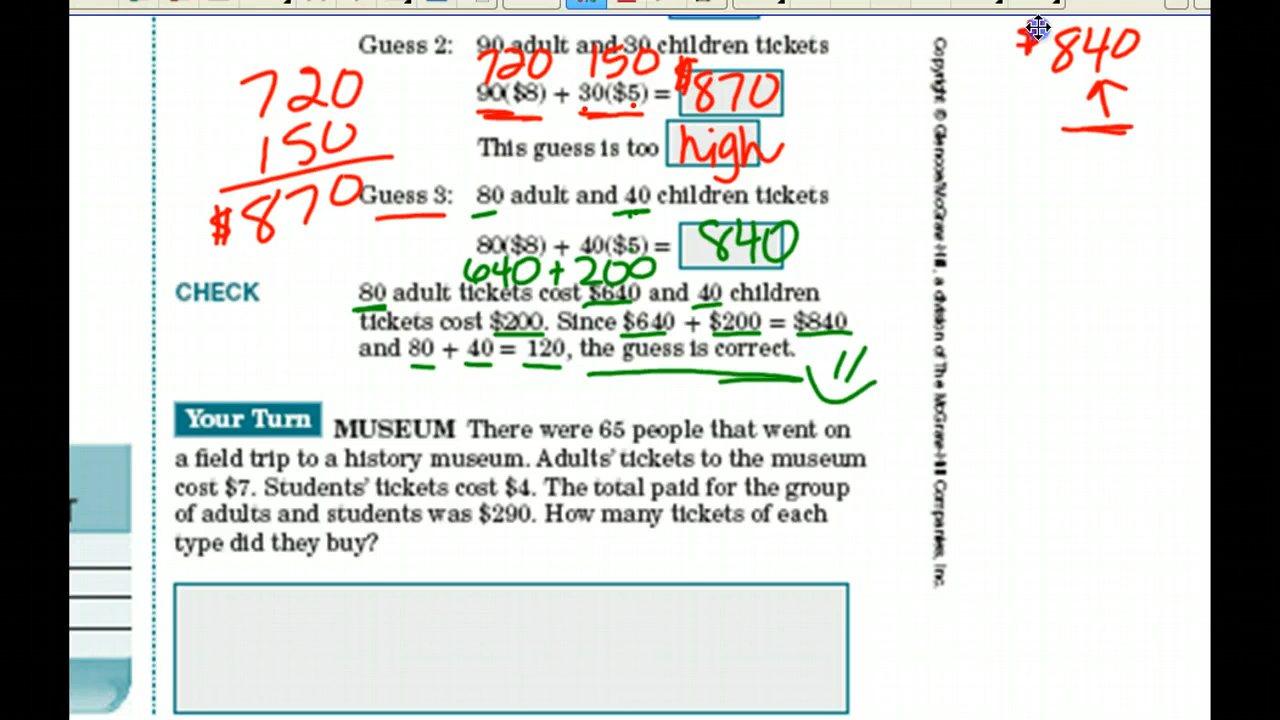 Guess 2: 90 adult and 30 children tickets
720 150
90($8) + 30($5) = $870
This guess is too high
720
150
$870
$840
Guess 3: 80 adult and 40 children tickets
80($8) + 40($5) = 840
640 + 200
CHECK 80 adult tickets cost $640 and 40 children
tickets cost $200. Since $640 + $200 = $840
and 80 + 40 = 120, the guess is correct.
Your Turn MUSEUM There were 65 people that went on
a field trip to a history museum. Adults' tickets to the museum
cost $7. Students' tickets cost $4. The total paid for the group
of adults and students was $290. How many tickets of each
type did they buy?
Copyright © Glencoe/McGraw-Hill, a division of The McGraw-Hill Companies, Inc.